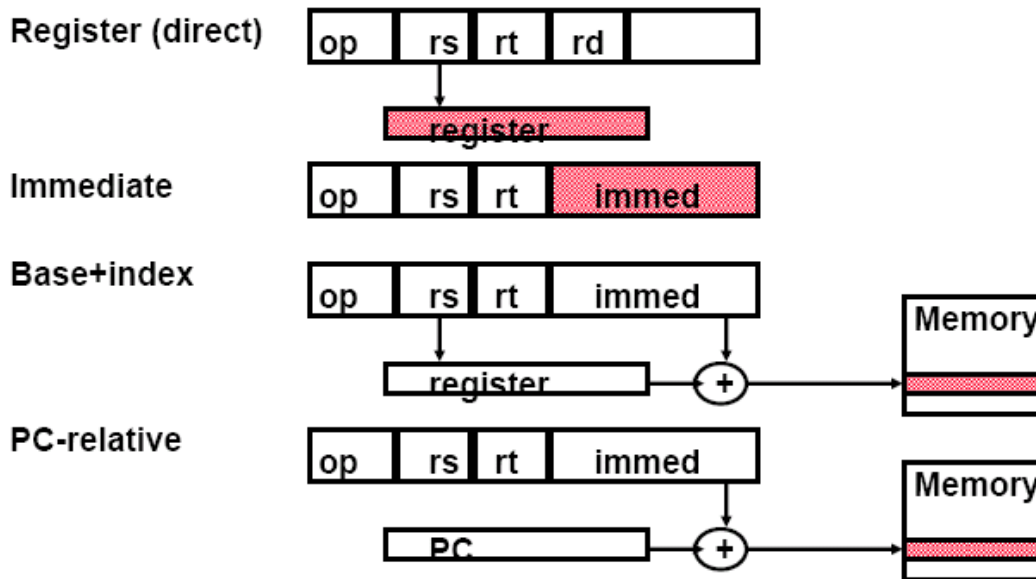 Register (direct)
op rs rt rd
register
Immediate
op rs rt immed
Base+index
op rs rt immed
Memory
register +
PC-relative
op rs rt immed
Memory
PC +